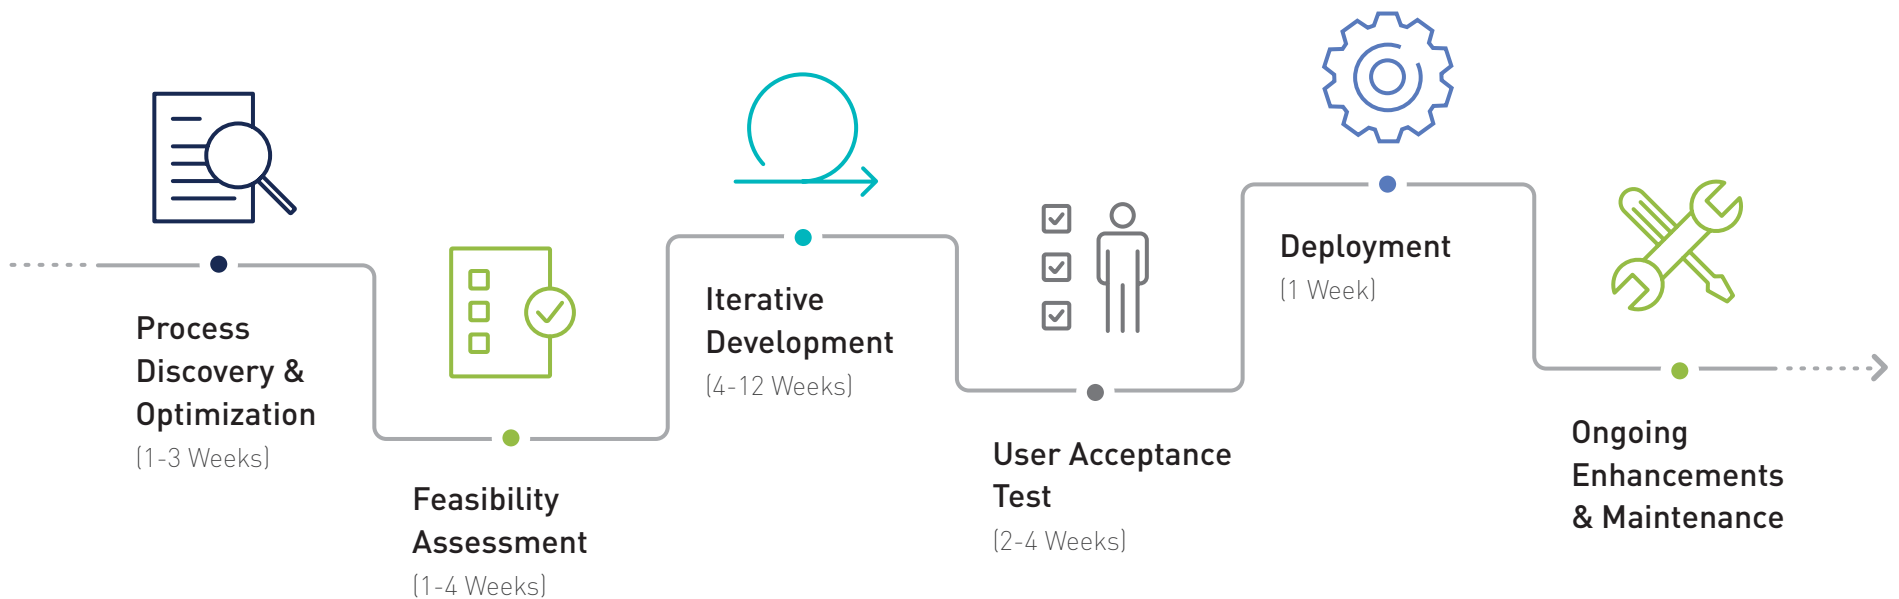 Process
Discovery &
Optimization
(1-3 Weeks)
Feasibility
Assessment
(1-4 Weeks)
Iterative
Development
(4-12 Weeks)
User Acceptance
Test
(2-4 Weeks)
Deployment
(1 Week)
Ongoing
Enhancements
& Maintenance